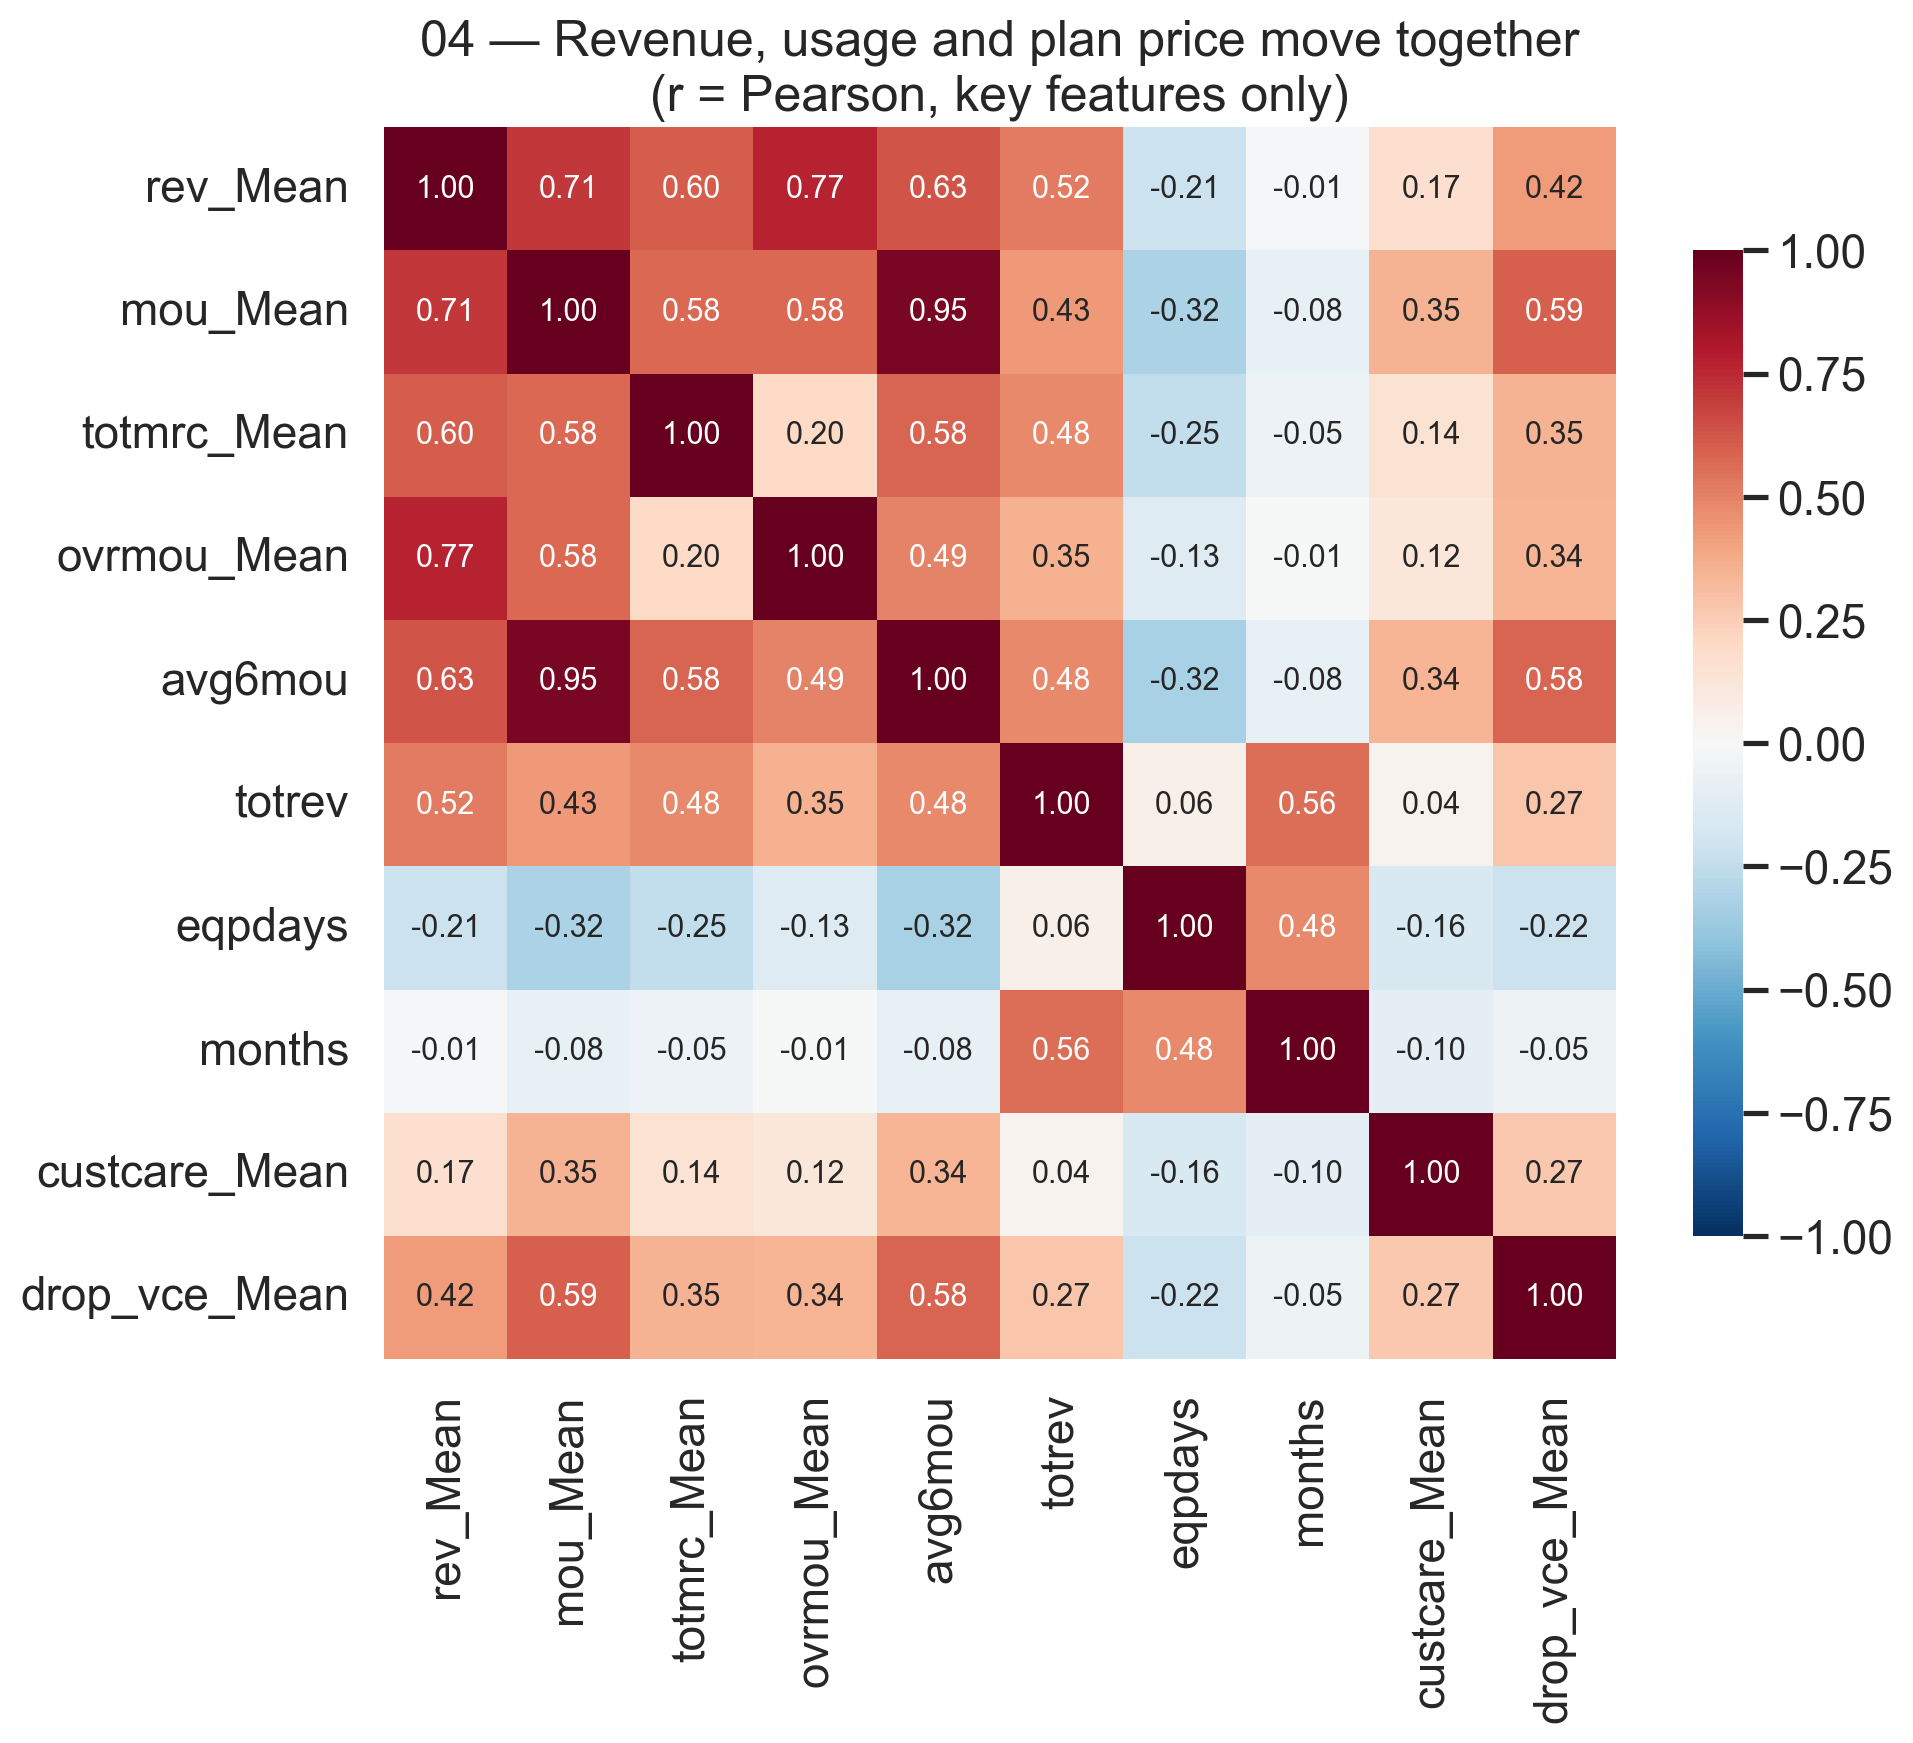 04 — Revenue, usage and plan price move together
(r = Pearson, key features only)
rev_Mean 1.00 0.71 0.60 0.77 0.63 0.52 -0.21 -0.01 0.17 0.42
mou_Mean 0.71 1.00 0.58 0.58 0.95 0.43 -0.32 -0.08 0.35 0.59
totmrc_Mean 0.60 0.58 1.00 0.20 0.58 0.48 -0.25 -0.05 0.14 0.35
ovrmou_Mean 0.77 0.58 0.20 1.00 0.49 0.35 -0.13 -0.01 0.12 0.34
avg6mou 0.63 0.95 0.58 0.49 1.00 0.48 -0.32 -0.08 0.34 0.58
totrev 0.52 0.43 0.48 0.35 0.48 1.00 0.06 0.56 0.04 0.27
eqpdays -0.21 -0.32 -0.25 -0.13 -0.32 0.06 1.00 0.48 -0.16 -0.22
months -0.01 -0.08 -0.05 -0.01 -0.08 0.56 0.48 1.00 -0.10 -0.05
custcare_Mean 0.17 0.35 0.14 0.12 0.34 0.04 -0.16 -0.10 1.00 0.27
drop_vce_Mean 0.42 0.59 0.35 0.34 0.58 0.27 -0.22 -0.05 0.27 1.00
rev_Mean
mou_Mean
totmrc_Mean
ovrmou_Mean
avg6mou
totrev
eqpdays
months
custcare_Mean
drop_vce_Mean
1.00
0.75
0.50
0.25
0.00
−0.25
−0.50
−0.75
−1.00